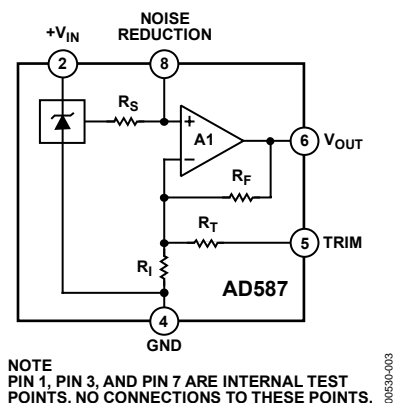 NOISE
REDUCTION
+VIN
2
8
RS
+
A1
−
6
VOUT
RF
RT
5
TRIM
RI
AD587
4
GND
NOTE
PIN 1, PIN 3, AND PIN 7 ARE INTERNAL TEST
POINTS. NO CONNECTIONS TO THESE POINTS.
00530-003